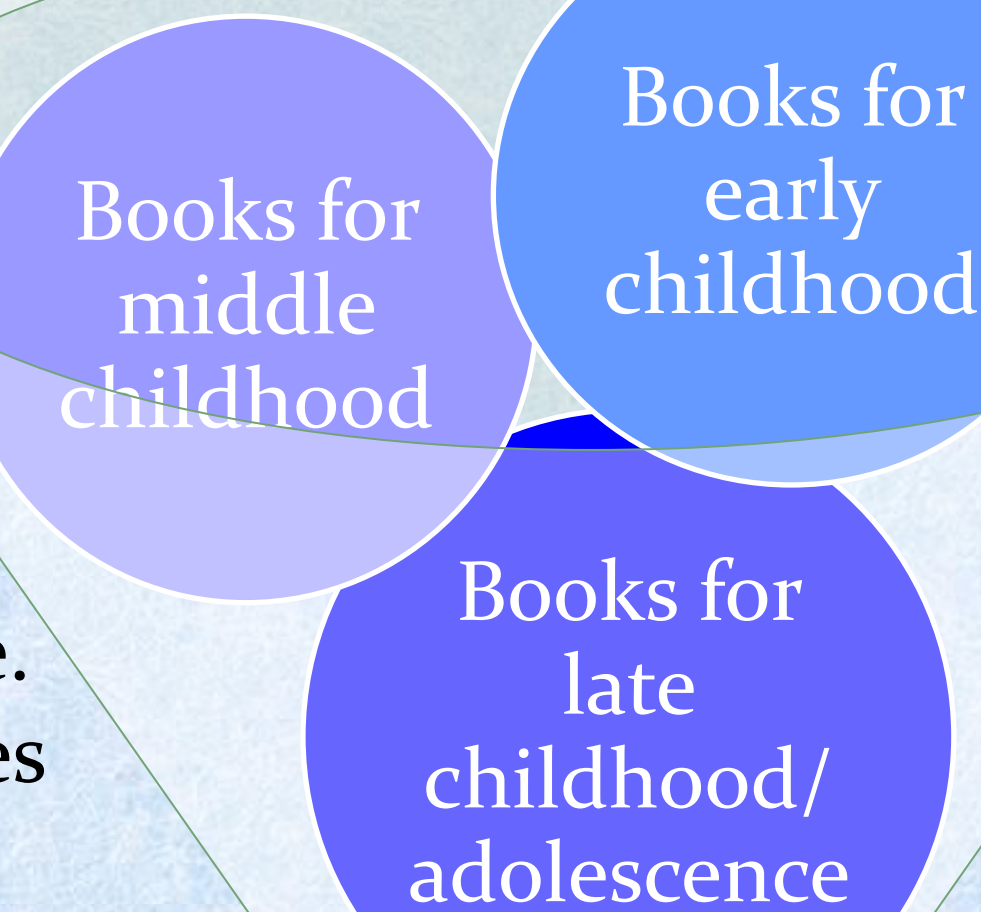 Books for
early
childhood
Books for
middle
childhood
Books for
late
childhood/
adolescence